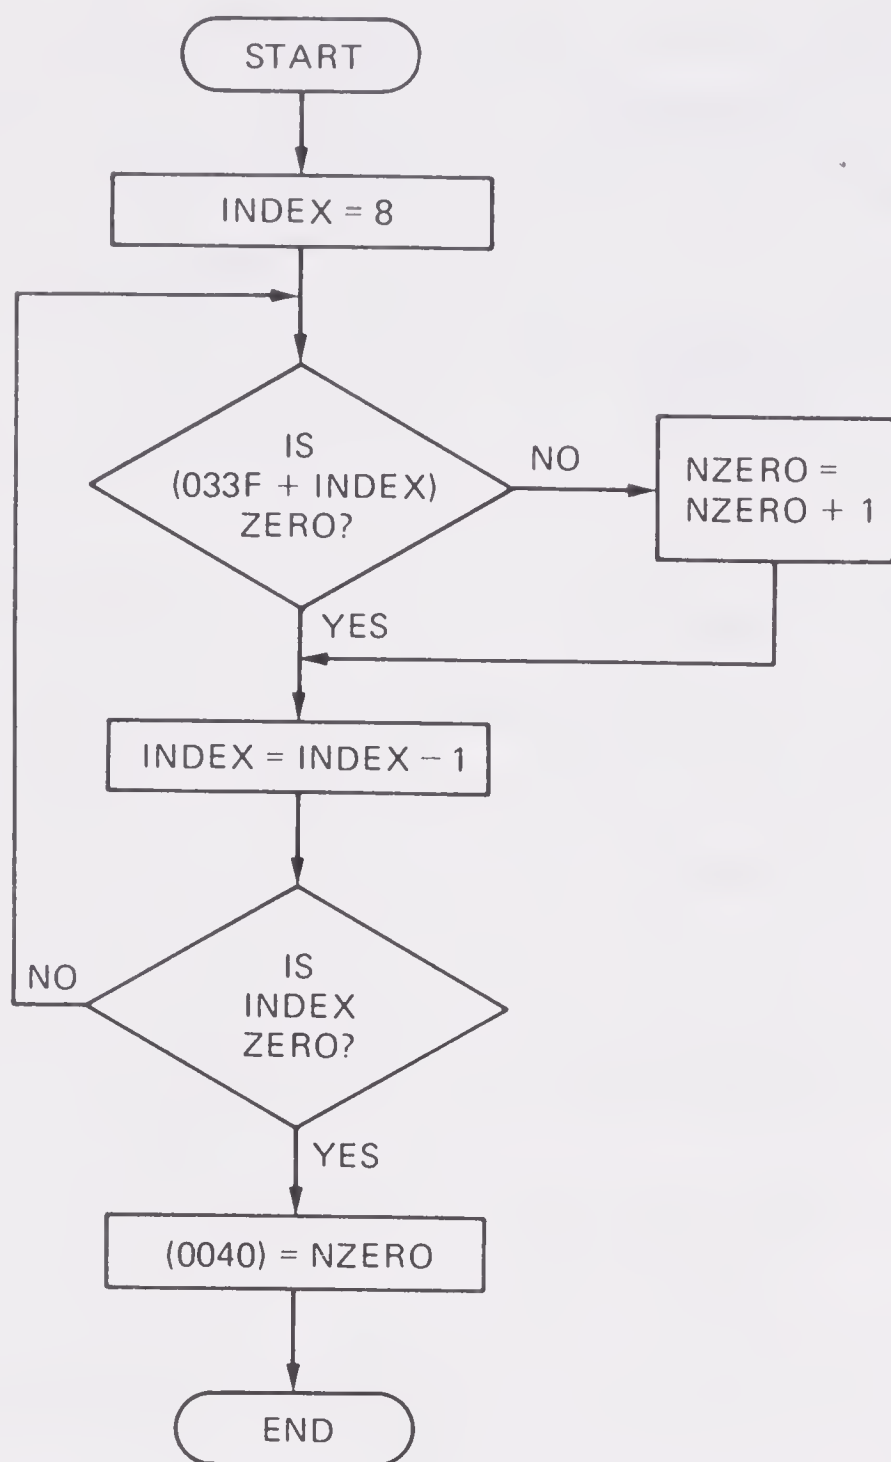 START
INDEX = 8
IS
(033F + INDEX)
ZERO?
NO
NZERO =
NZERO + 1
YES
INDEX = INDEX − 1
IS
INDEX
ZERO?
NO
YES
(0040) = NZERO
END